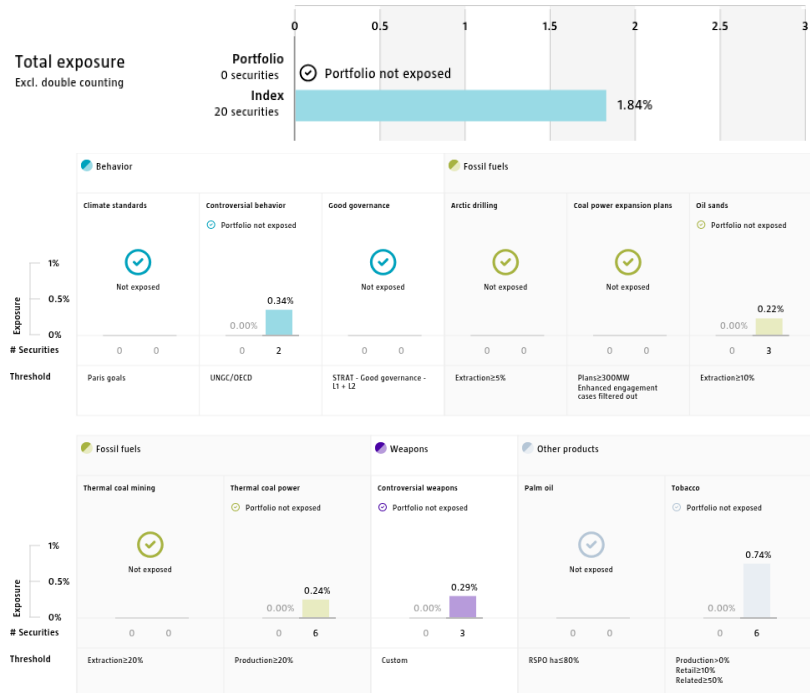 0 0.5 1 1.5 2 2.5 3
Total exposure
Excl. double counting
Portfolio
0 securities
Portfolio not exposed
Index
20 securities
1.84%
Behavior
Fossil fuels
Climate standards
Controversial behavior
Good governance
Arctic drilling
Coal power expansion plans
Oil sands
Portfolio not exposed
Portfolio not exposed
Not exposed
Not exposed
Not exposed
Not exposed
Exposure
1%
0.5%
0%
0.00%
0.34%
0.00%
0.22%
# Securities
0 0
0 2
0 0
0 0
0 0
0 3
Threshold
Paris goals
UNGC/OECD
STRAT - Good governance -
L1 + L2
Extraction≥5%
Plans≥300MW
Enhanced engagement
cases filtered out
Extraction≥10%
Fossil fuels
Weapons
Other products
Thermal coal mining
Thermal coal power
Controversial weapons
Palm oil
Tobacco
Portfolio not exposed
Portfolio not exposed
Portfolio not exposed
Not exposed
Not exposed
Exposure
1%
0.5%
0%
0.00%
0.24%
0.00%
0.29%
0.00%
0.74%
# Securities
0 0
0 6
0 3
0 0
0 6
Threshold
Extraction≥20%
Production≥20%
Custom
RSPO ha≤80%
Production>0%
Retail≥10%
Related≥50%